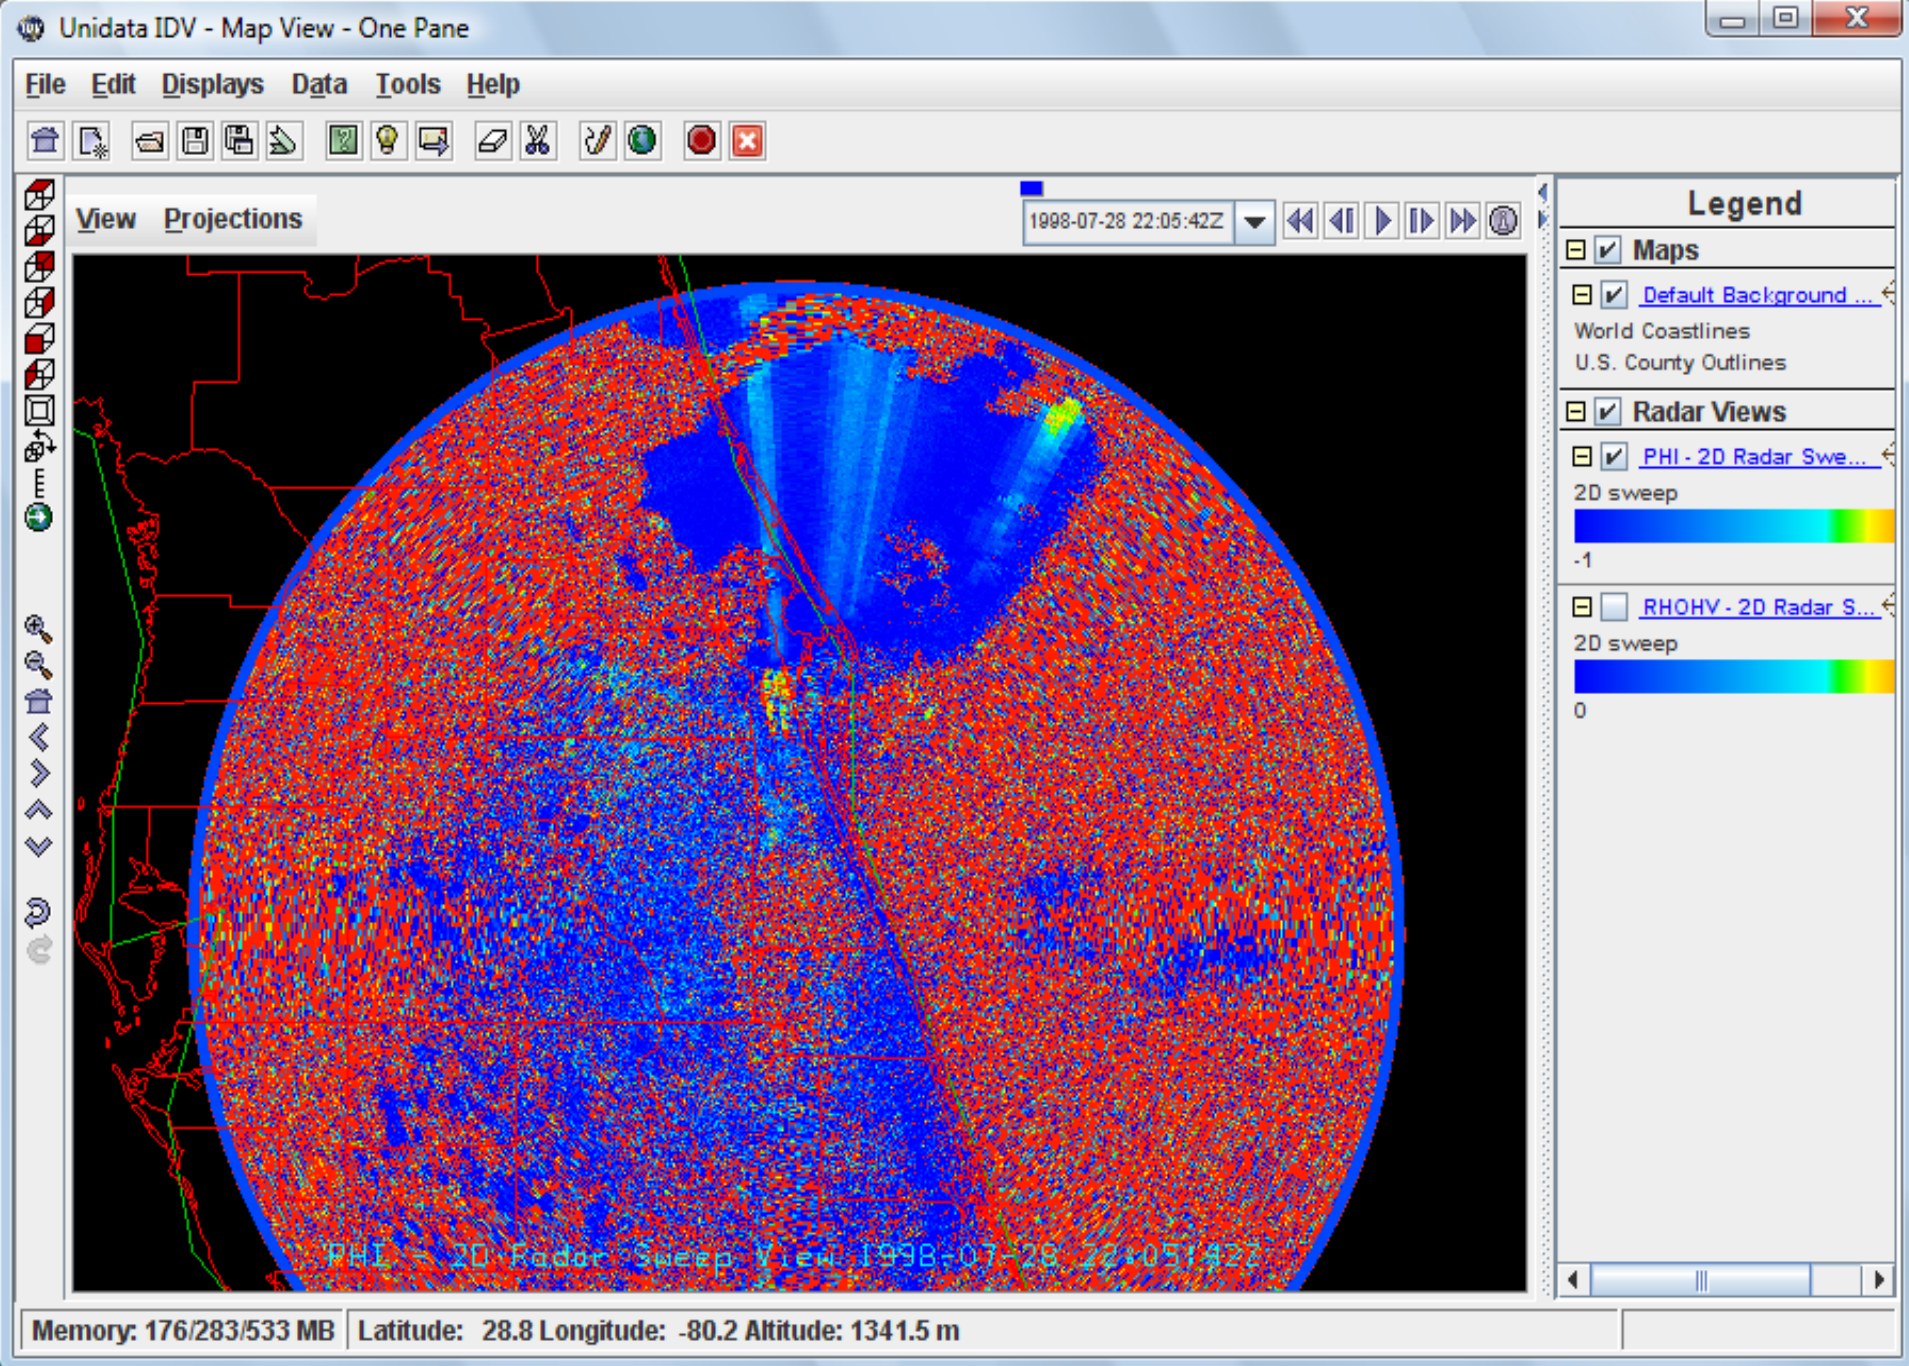 Unidata IDV - Map View - One Pane
File Edit Displays Data Tools Help
View Projections
1998-07-28 22:05:42Z
Legend
Maps
Default Background ...
World Coastlines
U.S. County Outlines
Radar Views
PHI - 2D Radar Swe...
2D sweep
-1
RHOHV - 2D Radar S...
2D sweep
0
PHI - 2D Radar Sweep View 1998-07-28 22:05:42Z
Memory: 176/283/533 MB
Latitude: 28.8 Longitude: -80.2 Altitude: 1341.5 m